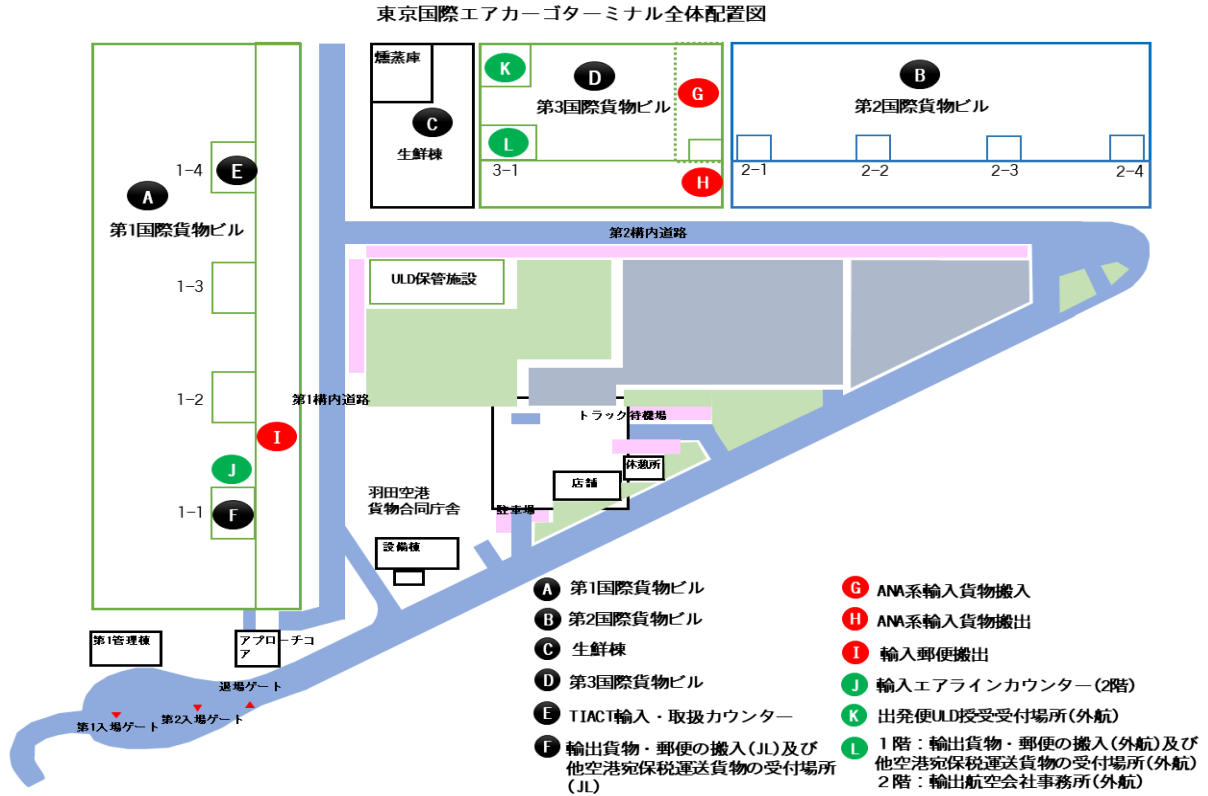 東京国際エアカーゴターミナル全体配置図
燻蒸庫
C
生鮮棟
K
D
第3国際貨物ビル
G
L
3-1
H
B
第2国際貨物ビル
2-1
2-2
2-3
2-4
1-4
E
A
第1国際貨物ビル
1-3
1-2
I
J
1-1
F
第2構内道路
ULD保管施設
第1構内道路
トラック待機場
休憩所
店舗
駐車場
羽田空港
貨物合同庁舎
設備棟
第1管理棟
アプローチコ
ア
退場ゲート
第1入場ゲート
第2入場ゲート
A 第1国際貨物ビル
B 第2国際貨物ビル
C 生鮮棟
D 第3国際貨物ビル
E TIACT輸入・取扱カウンター
F 輸出貨物・郵便の搬入(JL)及び
他空港宛保税運送貨物の受付場所
(JL)
G ANA系輸入貨物搬入
H ANA系輸入貨物搬出
I 輸入郵便搬出
J 輸入エアラインカウンター(2階)
K 出発便ULD授受受付場所(外航)
L 1階：輸出貨物・郵便の搬入(外航)及び
他空港宛保税運送貨物の受付場所(外航)
2階：輸出航空会社事務所(外航)